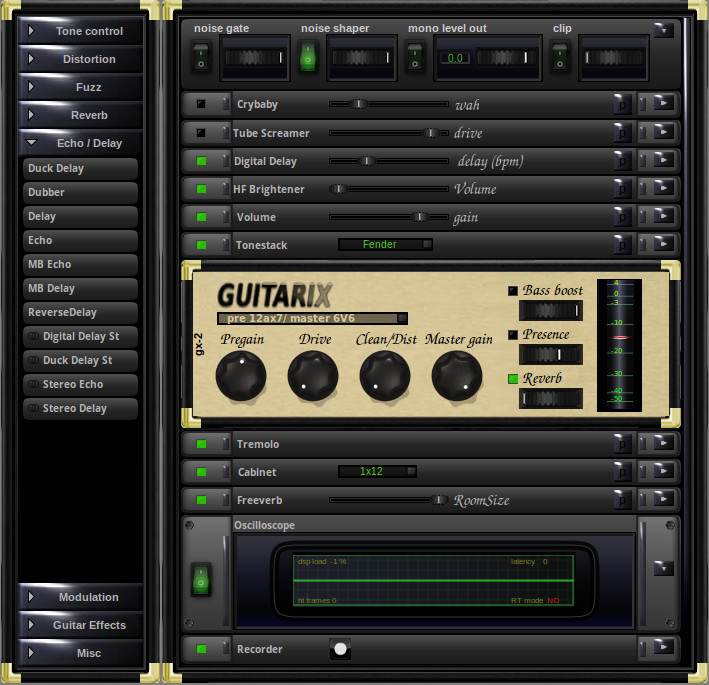 Tone control
Distortion
Fuzz
Reverb
Echo / Delay
Duck Delay
Dubber
Delay
Echo
MB Echo
MB Delay
ReverseDelay
Digital Delay St
Duck Delay St
Stereo Echo
Stereo Delay
Modulation
Guitar Effects
Misc
noise gate noise shaper mono level out clip
0.0
Crybaby wah p
Tube Screamer drive p
Digital Delay delay (bpm) p
HF Brightener Volume p
Volume gain p
Tonestack Fender p
gx-2
GUITARIX
pre 12ax7/ master 6V6
Pregain Drive Clean/Dist Master gain
Bass boost
Presence
Reverb
4
0
-3
-10
-20
-30
-40
-50
Tremolo p
Cabinet 1x12 p
Freeverb RoomSize p
Oscilloscope
dsp load -1 % latency 0
ht frames 0 RT mode NO
Recorder